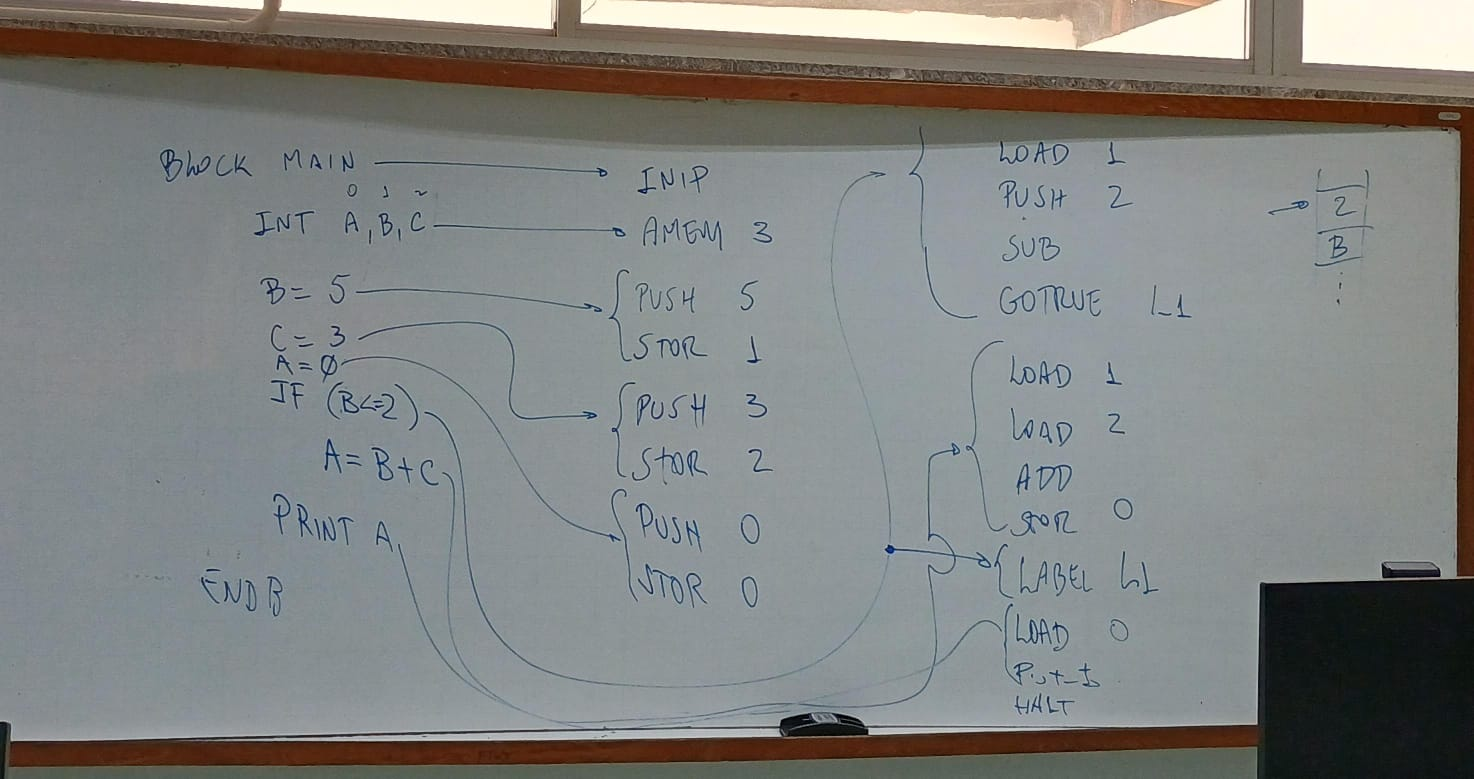 BLOCK MAIN
0 1 2
INT A, B, C
B = 5
C = 3
A = 0
IF (B<=2)
A = B+C
PRINT A
ENDB
INIP
AMEM 3
PUSH 5
STOR 1
PUSH 3
STOR 2
PUSH 0
STOR 0
LOAD 1
PUSH 2
SUB
GOTRUE L1
LOAD 1
LOAD 2
ADD
STOR 0
LABEL L1
LOAD 0
HALT
2
B